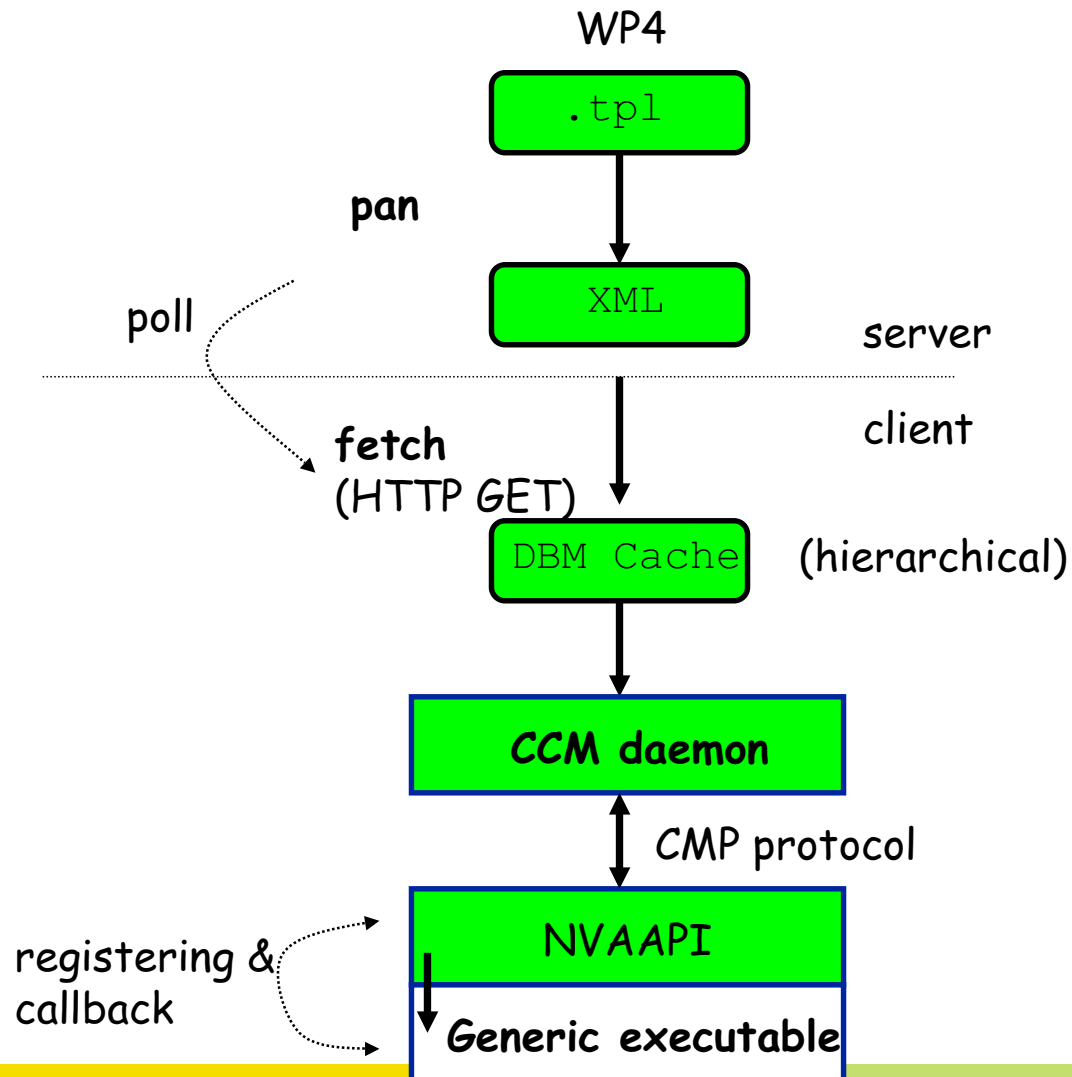 WP4
.tpl
pan
XML
poll
server
client
fetch
(HTTP GET)
DBM Cache
(hierarchical)
CCM daemon
CMP protocol
NVAAPI
registering &
callback
Generic executable